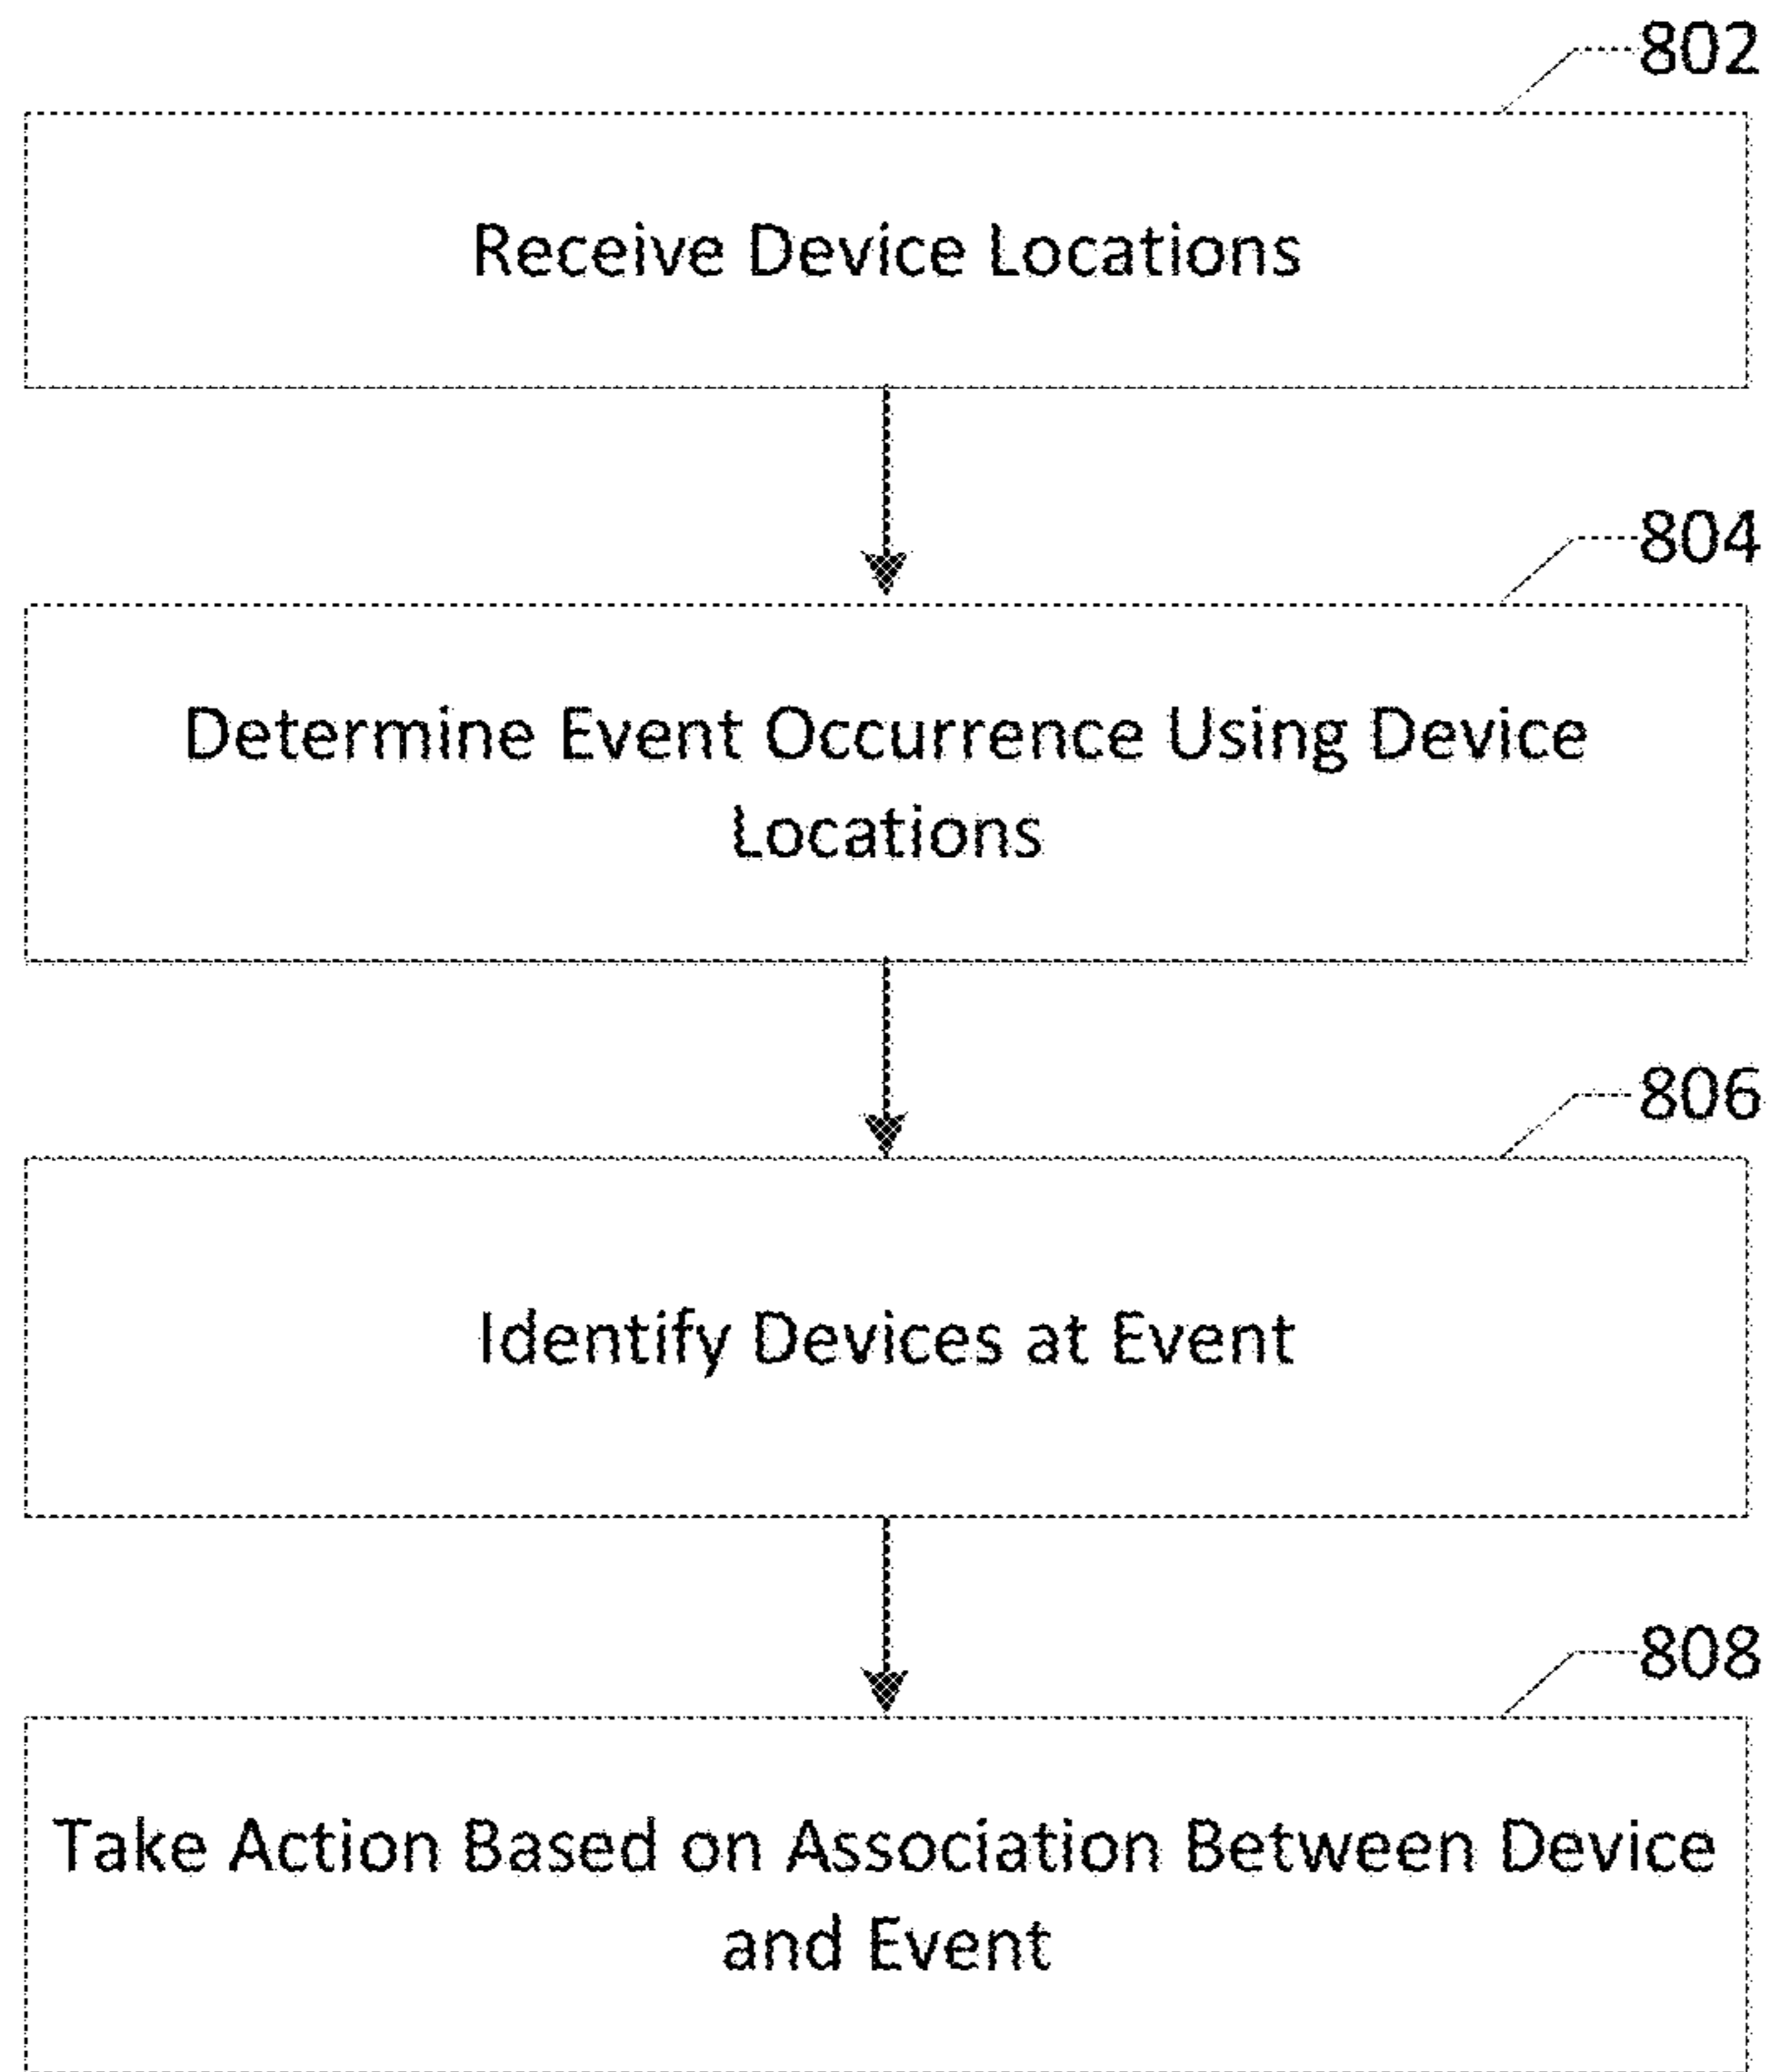 802
Receive Device Locations
804
Determine Event Occurrence Using Device
Locations
806
Identify Devices at Event
808
Take Action Based on Association Between Device
and Event